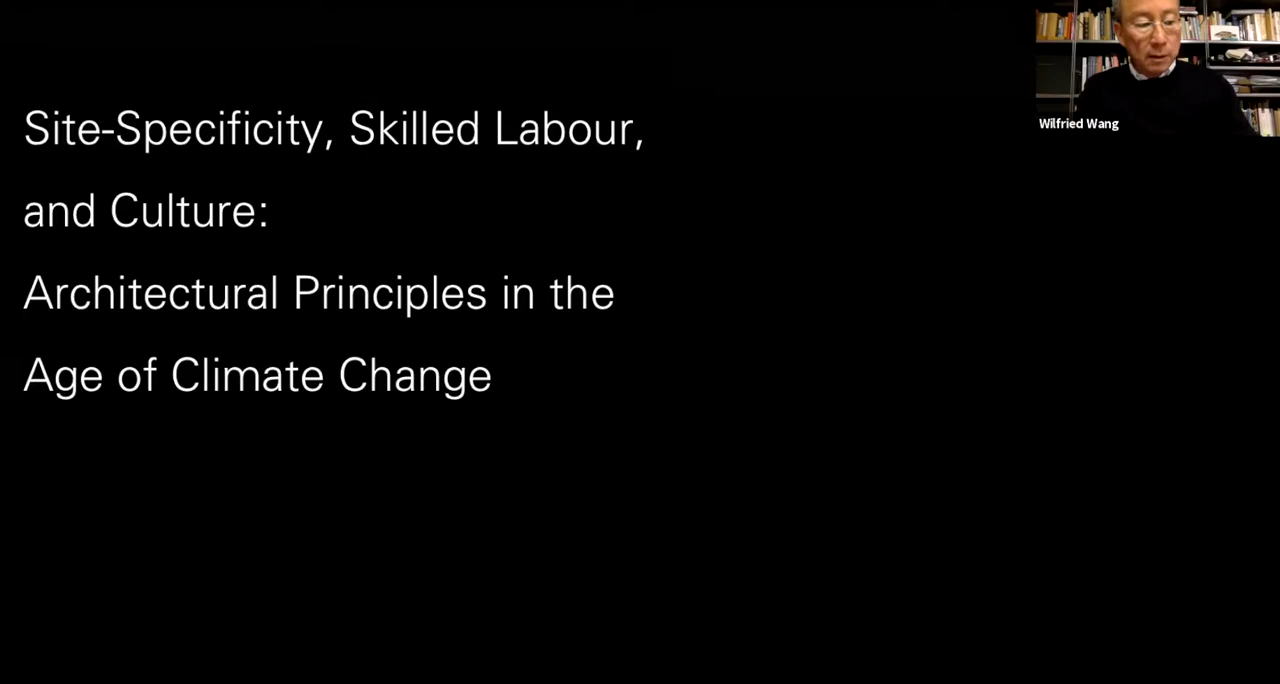 Site-Specificity, Skilled Labour,
and Culture:
Architectural Principles in the
Age of Climate Change
Wilfried Wang